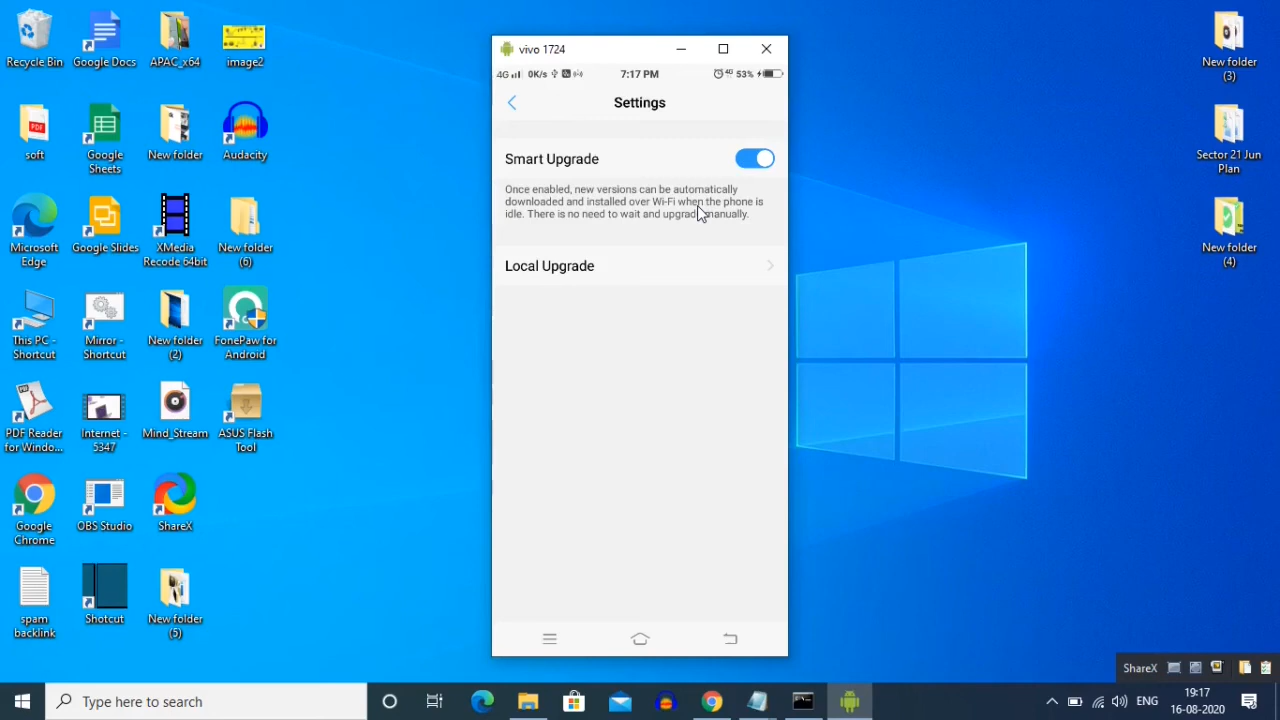 Recycle Bin
Google Docs
APAC_x64
image2
soft
Google
Sheets
New folder
Audacity
Microsoft
Edge
Google Slides
XMedia
Recode 64bit
New folder
(6)
This PC -
Shortcut
Mirror -
Shortcut
New folder
(2)
FonePaw for
Android
PDF Reader
for Windo...
Internet -
5347
Mind_Stream
ASUS Flash
Tool
Google
Chrome
OBS Studio
ShareX
spam
backlink
Shotcut
New folder
(5)
vivo 1724
4G 0K/s 7:17 PM 4G 53%
Settings
Smart Upgrade
Once enabled, new versions can be automatically
downloaded and installed over Wi-Fi when the phone is
idle. There is no need to wait and upgrade manually.
Local Upgrade
New folder
(3)
Sector 21 Jun
Plan
New folder
(4)
ShareX
Type here to search
ENG
19:17
16-08-2020